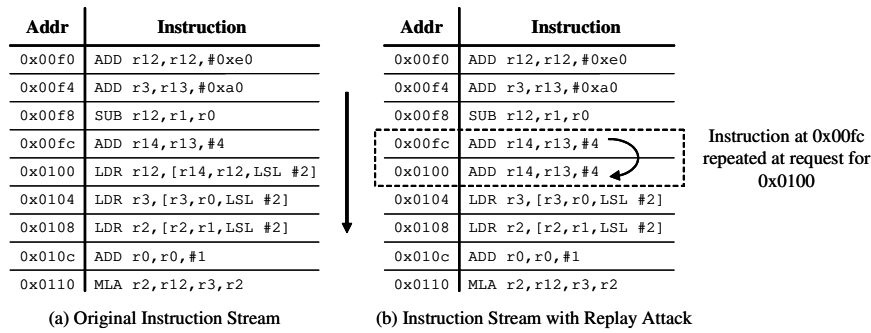 Addr Instruction
0x00f0 ADD r12,r12,#0xe0
0x00f4 ADD r3,r13,#0xa0
0x00f8 SUB r12,r1,r0
0x00fc ADD r14,r13,#4
0x0100 LDR r12,[r14,r12,LSL #2]
0x0104 LDR r3,[r3,r0,LSL #2]
0x0108 LDR r2,[r2,r1,LSL #2]
0x010c ADD r0,r0,#1
0x0110 MLA r2,r12,r3,r2
(a) Original Instruction Stream
Addr Instruction
0x00f0 ADD r12,r12,#0xe0
0x00f4 ADD r3,r13,#0xa0
0x00f8 SUB r12,r1,r0
0x00fc ADD r14,r13,#4
0x0100 ADD r14,r13,#4
0x0104 LDR r3,[r3,r0,LSL #2]
0x0108 LDR r2,[r2,r1,LSL #2]
0x010c ADD r0,r0,#1
0x0110 MLA r2,r12,r3,r2
(b) Instruction Stream with Replay Attack
Instruction at 0x00fc
repeated at request for
0x0100